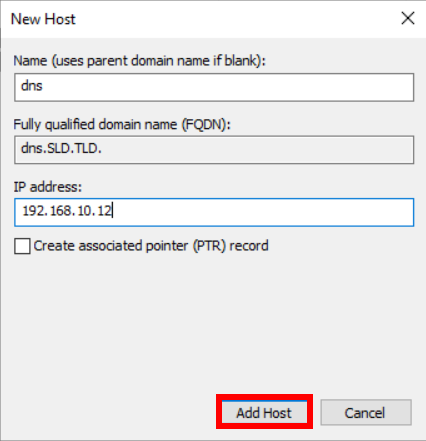 New Host
Name (uses parent domain name if blank):
dns
Fully qualified domain name (FQDN):
dns.SLD.TLD.
IP address:
192.168.10.12
Create associated pointer (PTR) record
Add Host Cancel